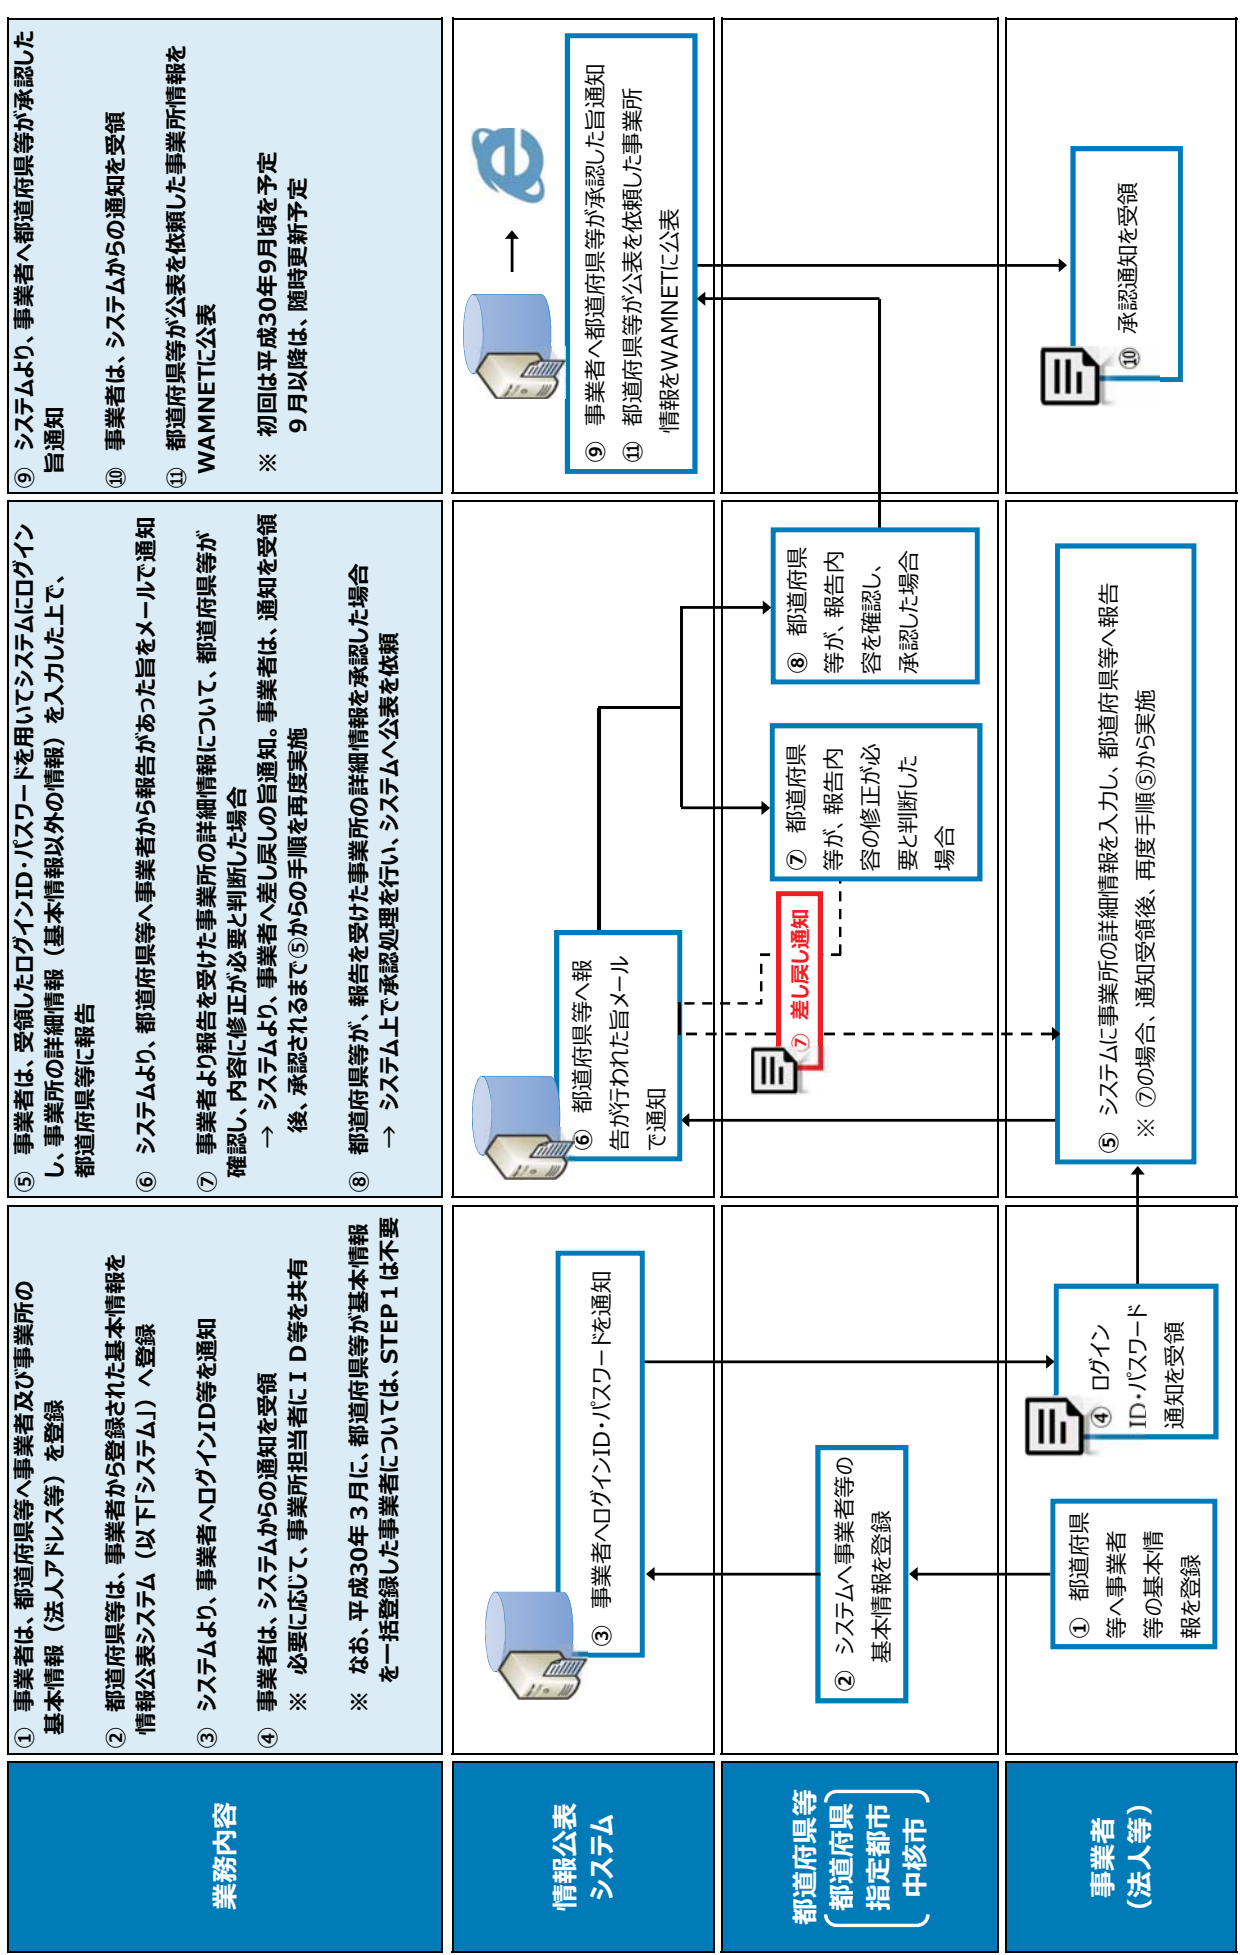 業務内容
① 事業者は、都道府県等へ事業者及び事業所の
基本情報（法人アドレス等）を登録
② 都道府県等は、事業者から登録された基本情報を
情報公表システム（以下「システム」）へ登録
③ システムより、事業者へログインID等を通知
④ 事業者は、システムからの通知を受領
※ 必要に応じて、事業所担当者にＩＤ等を共有
※ なお、平成30年３月に、都道府県等が基本情報
を一括登録した事業者については、STEP１は不要
⑤ 事業者は、受領したログインID・パスワードを用いてシステムにログイン
し、事業所の詳細情報（基本情報以外の情報）を入力した上で、
都道府県等に報告
⑥ システムより、都道府県等へ事業者から報告があった旨をメールで通知
⑦ 事業者より報告を受けた事業所の詳細情報について、都道府県等が
確認し、内容に修正が必要と判断した場合
→ システムより、事業者へ差し戻しの旨通知。事業者は、通知を受領
後、承認されるまで⑤からの手順を再度実施
⑧ 都道府県等が、報告を受けた事業所の詳細情報を承認した場合
→ システム上で承認処理を行い、システムへ公表を依頼
⑨ システムより、事業者へ都道府県等が承認した
旨通知
⑩ 事業者は、システムからの通知を受領
⑪ 都道府県等が公表を依頼した事業所情報を
WAMNETに公表
※ 初回は平成30年9月頃を予定
９月以降は、随時更新予定
情報公表
システム
③ 事業者へログインID・パスワードを通知
⑥ 都道府県等へ報
告が行われた旨メール
で通知
⑨ 事業者へ都道府県等が承認した旨通知
⑪ 都道府県等が公表を依頼した事業所
情報をWAMNETに公表
都道府県等
都道府県
指定都市
中核市
② システムへ事業者等の
基本情報を登録
⑦ 差し戻し通知
⑦ 都道府県
等が、報告内
容の修正が必
要と判断した
場合
⑧ 都道府県
等が、報告内
容を確認し、
承認した場合
事業者
（法人等）
① 都道府県
等へ事業者
等の基本情
報を登録
④ ログイン
ID・パスワード
通知を受領
⑤ システムに事業所の詳細情報を入力し、都道府県等へ報告
※ ⑦の場合、通知受領後、再度手順⑤から実施
⑩ 承認通知を受領